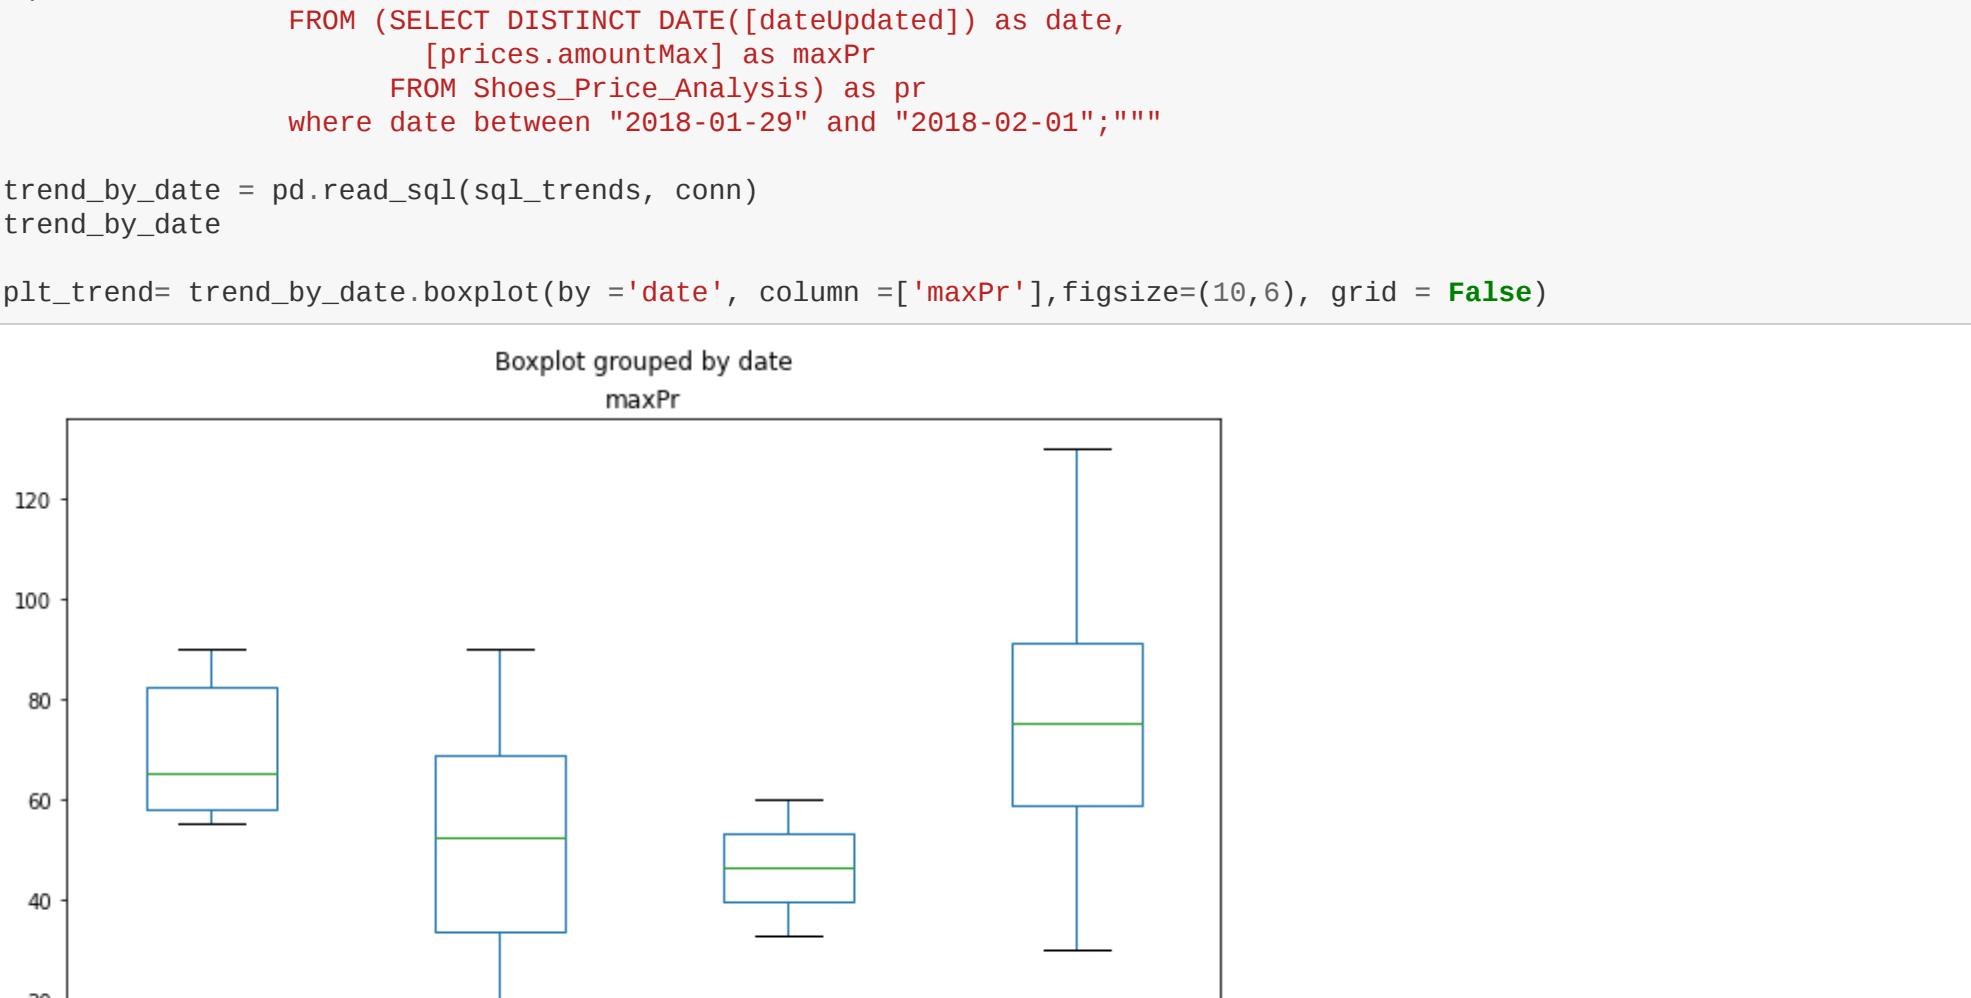 FROM (SELECT DISTINCT DATE([dateUpdated]) as date,
[prices.amountMax] as maxPr
FROM Shoes_Price_Analysis) as pr
where date between "2018-01-29" and "2018-02-01";"""
trend_by_date = pd.read_sql(sql_trends, conn)
trend_by_date
plt_trend= trend_by_date.boxplot(by ='date', column =['maxPr'],figsize=(10,6), grid = False)
Boxplot grouped by date
maxPr
120
100
80
60
40